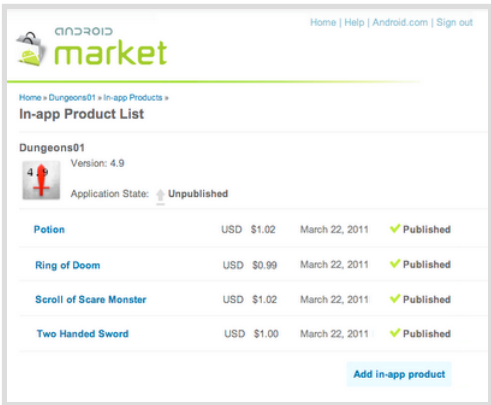 Home | Help | Android.com | Sign out
ANDROID
market
Home » Dungeons01 » In-app Products »
In-app Product List
Dungeons01
4.9
Version: 4.9
Application State: Unpublished
Potion USD $1.02 March 22, 2011 Published
Ring of Doom USD $0.99 March 22, 2011 Published
Scroll of Scare Monster USD $1.02 March 22, 2011 Published
Two Handed Sword USD $1.00 March 22, 2011 Published
Add in-app product